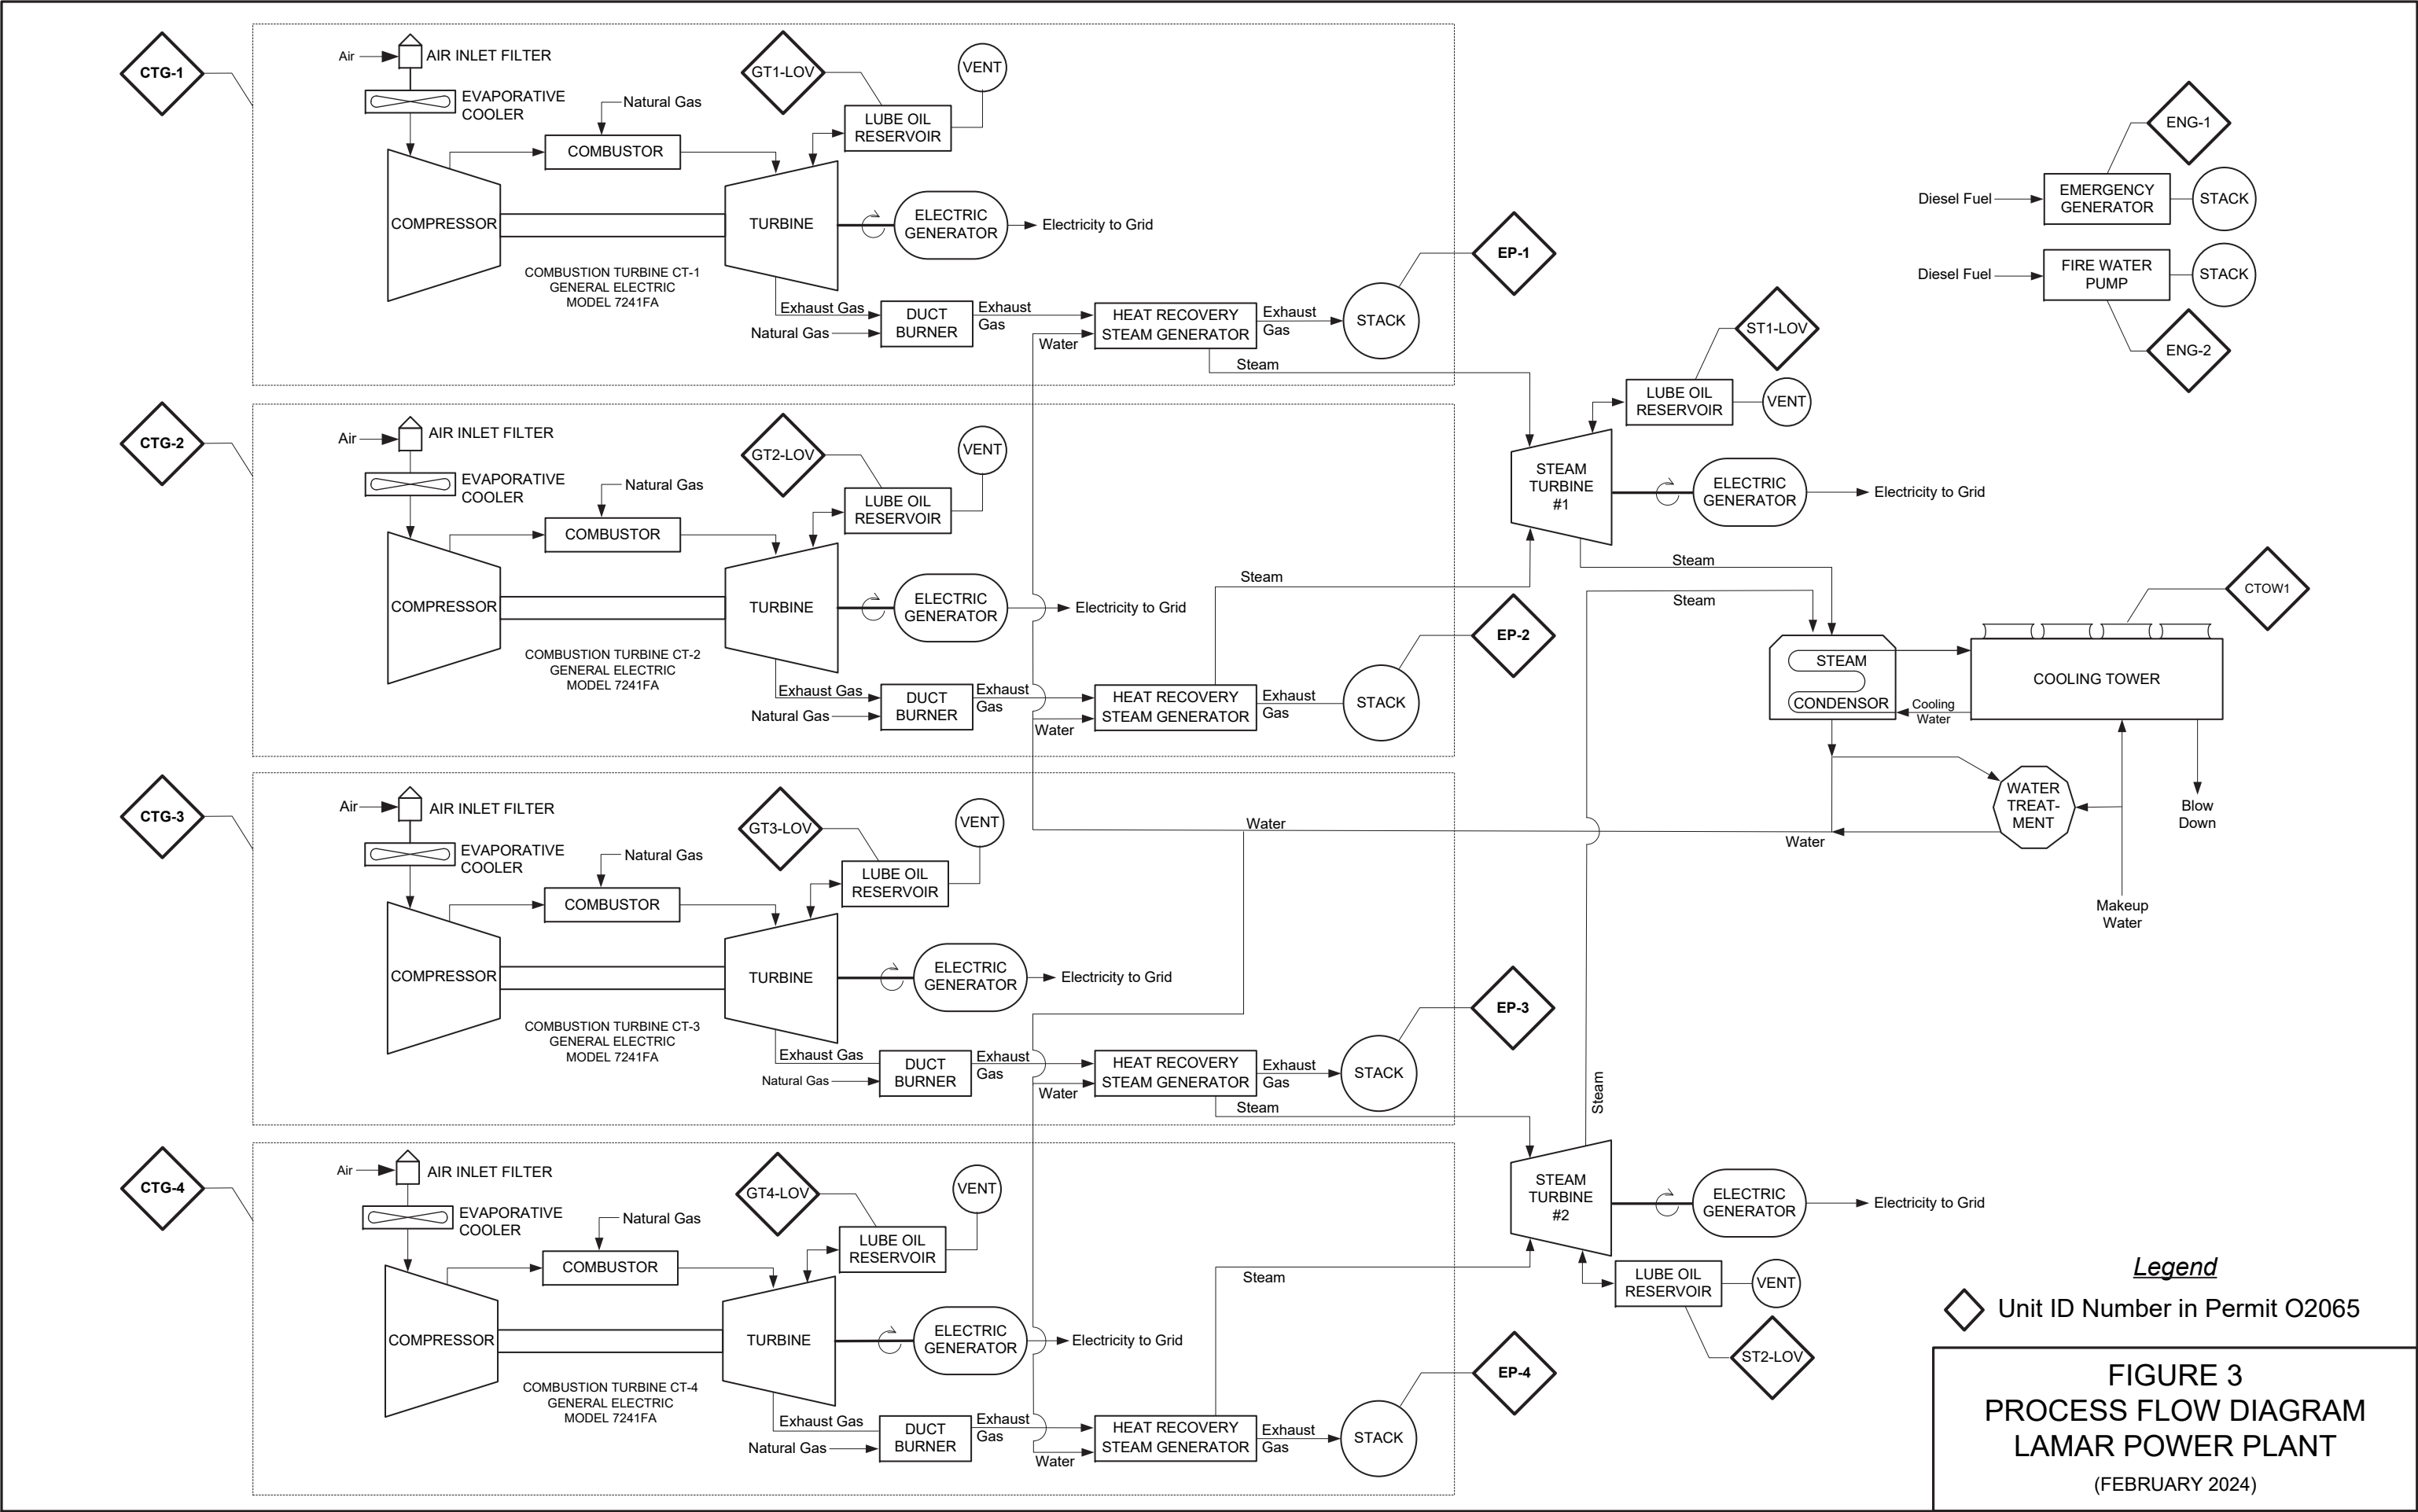 CTG-1
Air
AIR INLET FILTER
EVAPORATIVE
COOLER
Natural Gas
COMBUSTOR
COMPRESSOR
TURBINE
GT1-LOV
LUBE OIL
RESERVOIR
VENT
ELECTRIC
GENERATOR
Electricity to Grid
COMBUSTION TURBINE CT-1
GENERAL ELECTRIC
MODEL 7241FA
Exhaust Gas
Natural Gas
DUCT
BURNER
Exhaust
Gas
Water
HEAT RECOVERY
STEAM GENERATOR
Exhaust
Gas
STACK
EP-1
Steam
CTG-2
Air
AIR INLET FILTER
EVAPORATIVE
COOLER
Natural Gas
COMBUSTOR
COMPRESSOR
TURBINE
GT2-LOV
LUBE OIL
RESERVOIR
VENT
ELECTRIC
GENERATOR
Electricity to Grid
COMBUSTION TURBINE CT-2
GENERAL ELECTRIC
MODEL 7241FA
Exhaust Gas
Natural Gas
DUCT
BURNER
Exhaust
Gas
Water
HEAT RECOVERY
STEAM GENERATOR
Exhaust
Gas
STACK
EP-2
Steam
CTG-3
Air
AIR INLET FILTER
EVAPORATIVE
COOLER
Natural Gas
COMBUSTOR
COMPRESSOR
TURBINE
GT3-LOV
LUBE OIL
RESERVOIR
VENT
ELECTRIC
GENERATOR
Electricity to Grid
COMBUSTION TURBINE CT-3
GENERAL ELECTRIC
MODEL 7241FA
Exhaust Gas
Natural Gas
DUCT
BURNER
Exhaust
Gas
Water
HEAT RECOVERY
STEAM GENERATOR
Exhaust
Gas
STACK
EP-3
Steam
Water
CTG-4
Air
AIR INLET FILTER
EVAPORATIVE
COOLER
Natural Gas
COMBUSTOR
COMPRESSOR
TURBINE
GT4-LOV
LUBE OIL
RESERVOIR
VENT
ELECTRIC
GENERATOR
Electricity to Grid
COMBUSTION TURBINE CT-4
GENERAL ELECTRIC
MODEL 7241FA
Exhaust Gas
Natural Gas
DUCT
BURNER
Exhaust
Gas
Water
HEAT RECOVERY
STEAM GENERATOR
Exhaust
Gas
STACK
EP-4
Steam
ENG-1
Diesel Fuel
EMERGENCY
GENERATOR
STACK
Diesel Fuel
FIRE WATER
PUMP
STACK
ENG-2
ST1-LOV
LUBE OIL
RESERVOIR
VENT
STEAM
TURBINE
#1
ELECTRIC
GENERATOR
Electricity to Grid
Steam
Steam
CTOW1
STEAM
CONDENSOR
Cooling
Water
COOLING TOWER
WATER
TREAT-
MENT
Blow
Down
Water
Makeup
Water
Steam
STEAM
TURBINE
#2
ELECTRIC
GENERATOR
Electricity to Grid
LUBE OIL
RESERVOIR
VENT
ST2-LOV
Legend
Unit ID Number in Permit O2065
FIGURE 3
PROCESS FLOW DIAGRAM
LAMAR POWER PLANT
(FEBRUARY 2024)